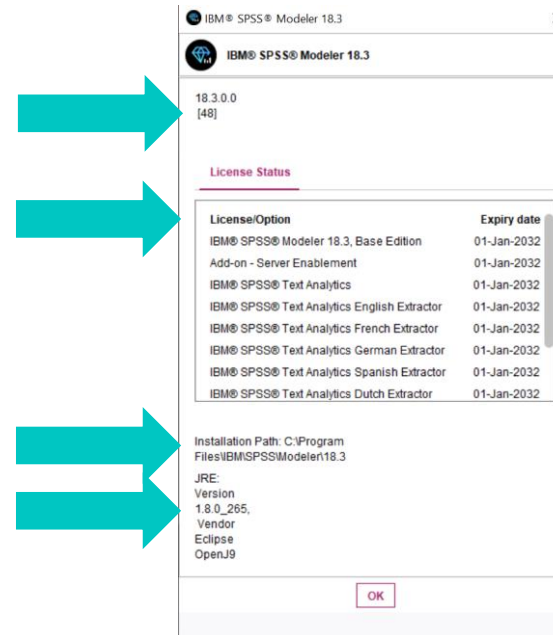 IBM® SPSS® Modeler 18.3
IBM® SPSS® Modeler 18.3
18.3.0.0
[48]
License Status
License/Option Expiry date
IBM® SPSS® Modeler 18.3, Base Edition 01-Jan-2032
Add-on - Server Enablement 01-Jan-2032
IBM® SPSS® Text Analytics 01-Jan-2032
IBM® SPSS® Text Analytics English Extractor 01-Jan-2032
IBM® SPSS® Text Analytics French Extractor 01-Jan-2032
IBM® SPSS® Text Analytics German Extractor 01-Jan-2032
IBM® SPSS® Text Analytics Spanish Extractor 01-Jan-2032
IBM® SPSS® Text Analytics Dutch Extractor 01-Jan-2032
Installation Path: C:\Program
Files\IBM\SPSS\Modeler\18.3
JRE:
Version
1.8.0_265,
Vendor
Eclipse
OpenJ9
OK